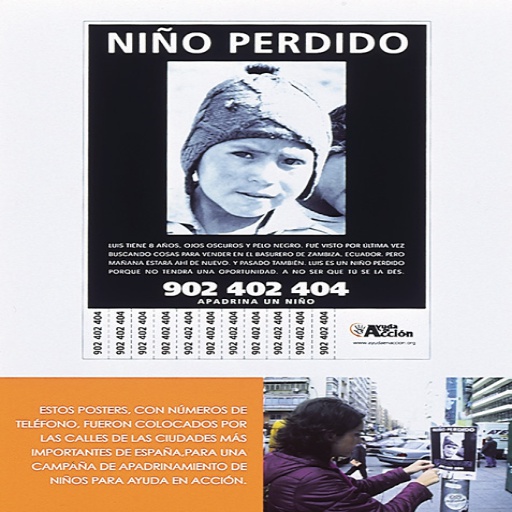 NIÑO PERDIDO
LUIS TIENE 8 AÑOS, OJOS OSCUROS Y PELO NEGRO. FUÉ VISTO POR ÚLTIMA VEZ
BUSCANDO COSAS PARA VENDER EN EL BASURERO DE ZAMBIZA, ECUADOR. PERO
MAÑANA ESTARÁ AHÍ DE NUEVO. Y PASADO TAMBIÉN. LUIS ES UN NIÑO PERDIDO
PORQUE NO TENDRÁ UNA OPORTUNIDAD. A NO SER QUE TÚ SE LA DÉS.
902 402 404
APADRINA UN NIÑO
902 402 404 902 402 404 902 402 404 902 402 404 902 402 404 902 402 404 902 402 404 902 402 404 902 402 404 902 402 404 902 402 404
Ayuda en Acción
www.ayudaenaccion.org
ESTOS POSTERS, CON NÚMEROS DE
TELÉFONO, FUERON COLOCADOS POR
LAS CALLES DE LAS CIUDADES MÁS
IMPORTANTES DE ESPAÑA,PARA UNA
CAMPAÑA DE APADRINAMIENTO DE
NIÑOS PARA AYUDA EN ACCIÓN.
NIÑO PERDIDO